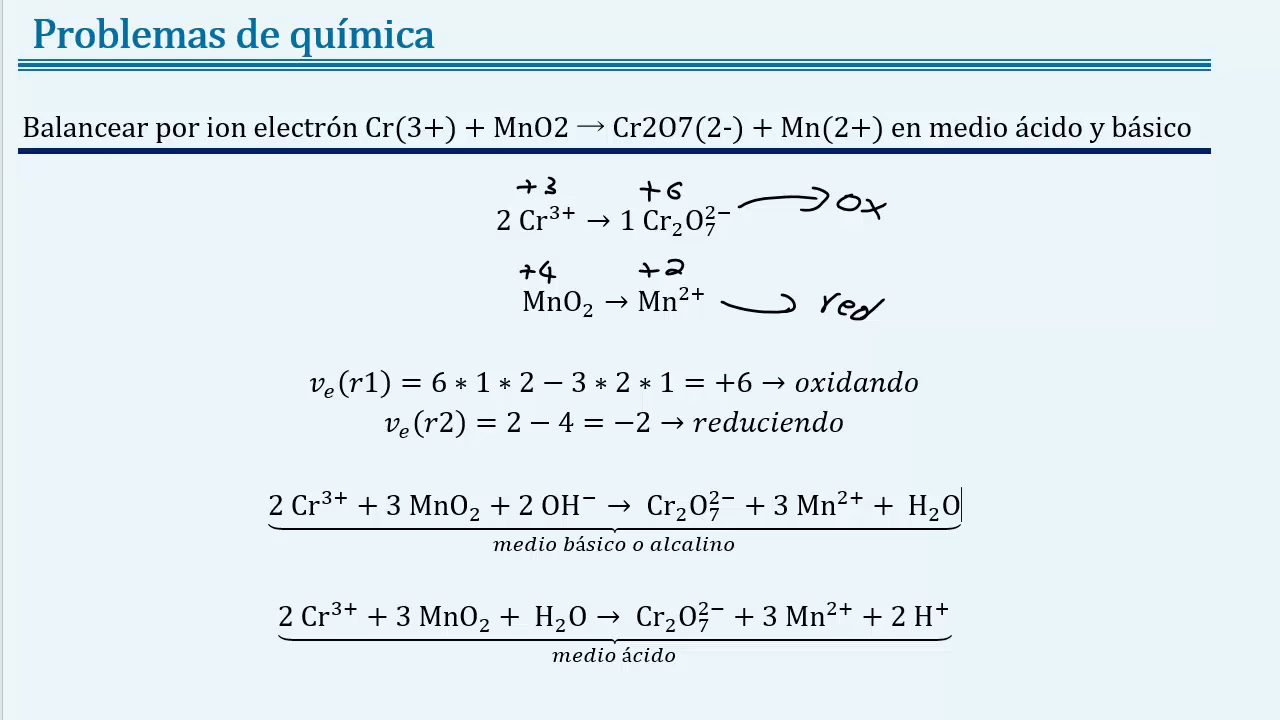 Problemas de química
Balancear por ion electrón Cr(3+) + MnO2 → Cr2O7(2-) + Mn(2+) en medio ácido y básico
+3 +6
2 Cr³⁺ → 1 Cr₂O₇²⁻ → ox
+4 +2
MnO₂ → Mn²⁺ → red
vₑ(r1) = 6 ∗ 1 ∗ 2 − 3 ∗ 2 ∗ 1 = +6 → oxidando
vₑ(r2) = 2 − 4 = −2 → reduciendo
2 Cr³⁺ + 3 MnO₂ + 2 OH⁻ → Cr₂O₇²⁻ + 3 Mn²⁺ + H₂O
medio básico o alcalino
2 Cr³⁺ + 3 MnO₂ + H₂O → Cr₂O₇²⁻ + 3 Mn²⁺ + 2 H⁺
medio ácido